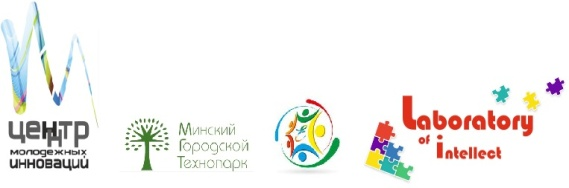 центр
молодежных
инноваций
Минский
Городской
Технопарк
Laboratory
of Intellect